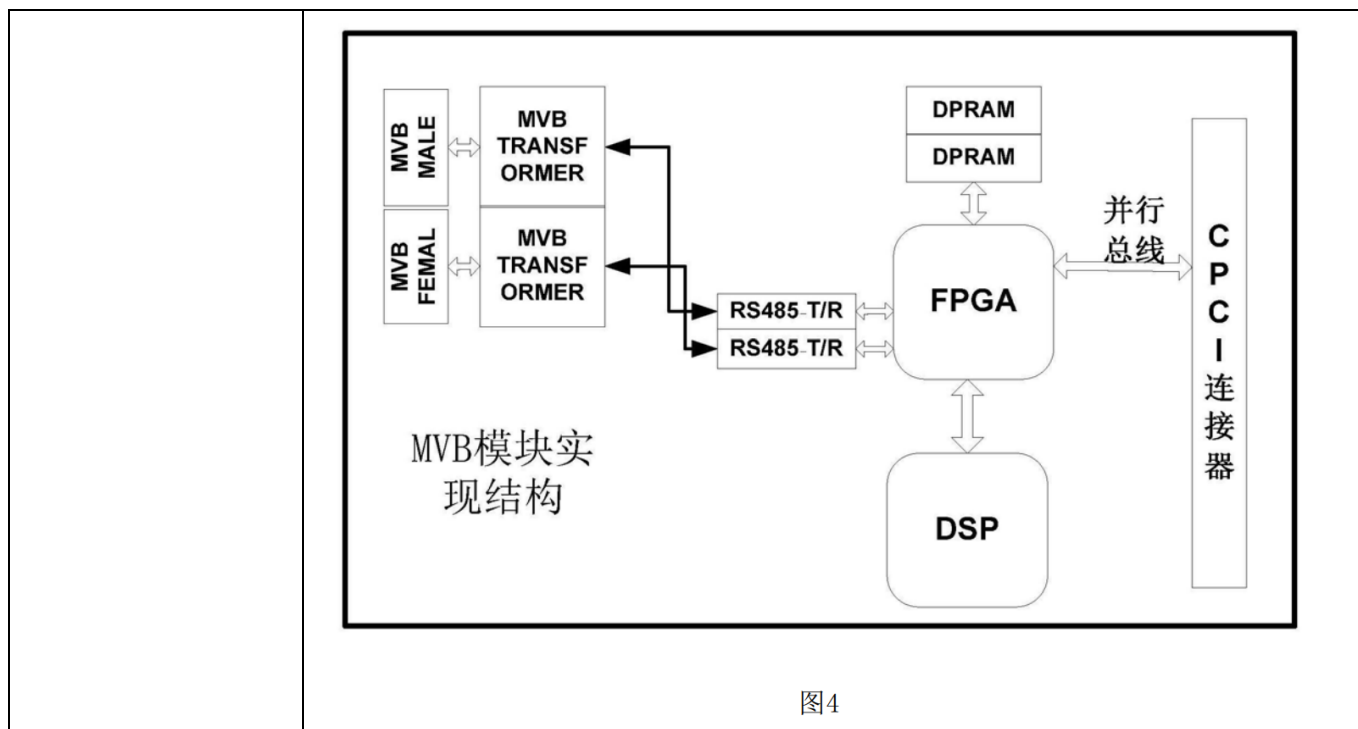 MVB
MALE
MVB
TRANSF
ORMER
MVB
FEMAL
MVB
TRANSF
ORMER
RS485-T/R
RS485-T/R
DPRAM
DPRAM
FPGA
DSP
并行
总线
C
P
C
I
连
接
器
MVB模块实
现结构
图4